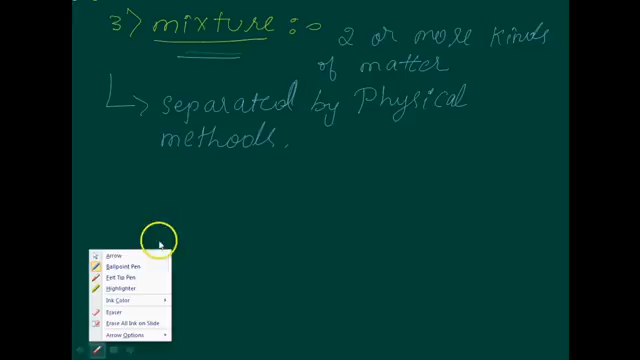 3) mixture :- 2 or more kinds
of matter
↳ separated by Physical
methods.
Arrow
Ballpoint Pen
Felt Tip Pen
Highlighter
Ink Color
Eraser
Erase All Ink on Slide
Arrow Options